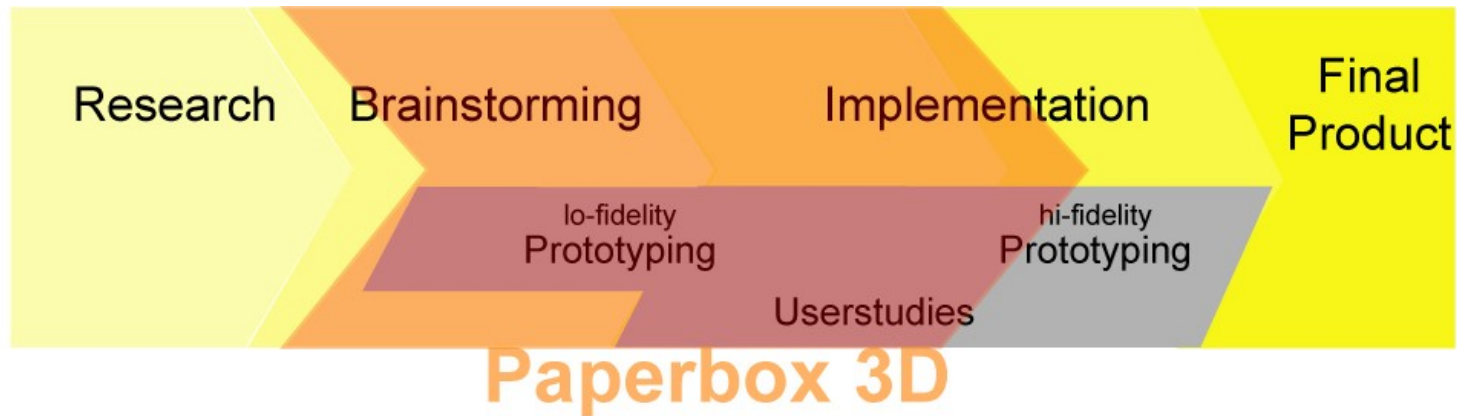 Research
Brainstorming
Implementation
Final
Product
lo-fidelity
Prototyping
hi-fidelity
Prototyping
Userstudies
Paperbox 3D